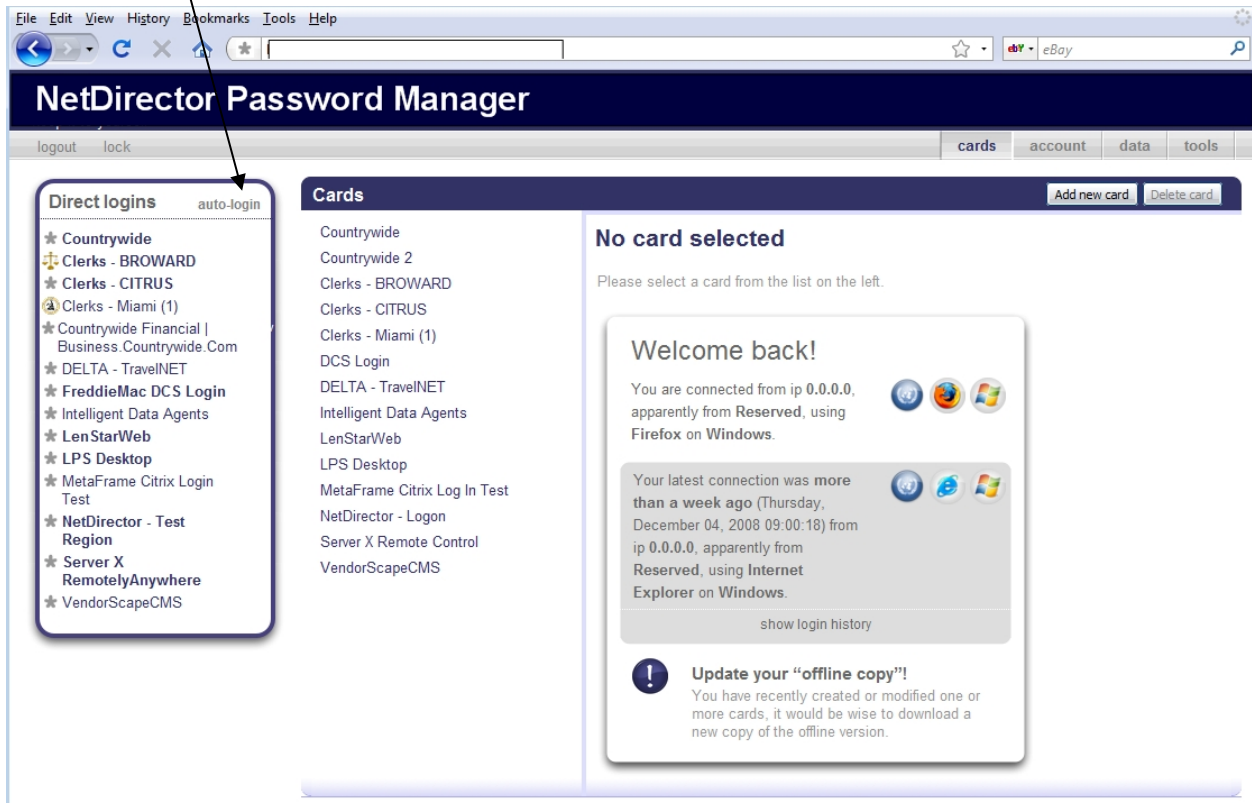 File Edit View History Bookmarks Tools Help
eBay
NetDirector Password Manager
logout lock
cards account data tools
Direct logins auto-login
Countrywide
Clerks - BROWARD
Clerks - CITRUS
Clerks - Miami (1)
Countrywide Financial |
Business.Countrywide.Com
DELTA - TravelNET
FreddieMac DCS Login
Intelligent Data Agents
LenStarWeb
LPS Desktop
MetaFrame Citrix Login
Test
NetDirector - Test
Region
Server X
RemotelyAnywhere
VendorScapeCMS
Cards
Add new card Delete card
Countrywide
Countrywide 2
Clerks - BROWARD
Clerks - CITRUS
Clerks - Miami (1)
DCS Login
DELTA - TravelNET
Intelligent Data Agents
LenStarWeb
LPS Desktop
MetaFrame Citrix Log In Test
NetDirector - Logon
Server X Remote Control
VendorScapeCMS
No card selected
Please select a card from the list on the left.
Welcome back!
You are connected from ip 0.0.0.0,
apparently from Reserved, using
Firefox on Windows.
Your latest connection was more
than a week ago (Thursday,
December 04, 2008 09:00:18) from
ip 0.0.0.0, apparently from
Reserved, using Internet
Explorer on Windows.
show login history
Update your “offline copy”!
You have recently created or modified one or
more cards, it would be wise to download a
new copy of the offline version.